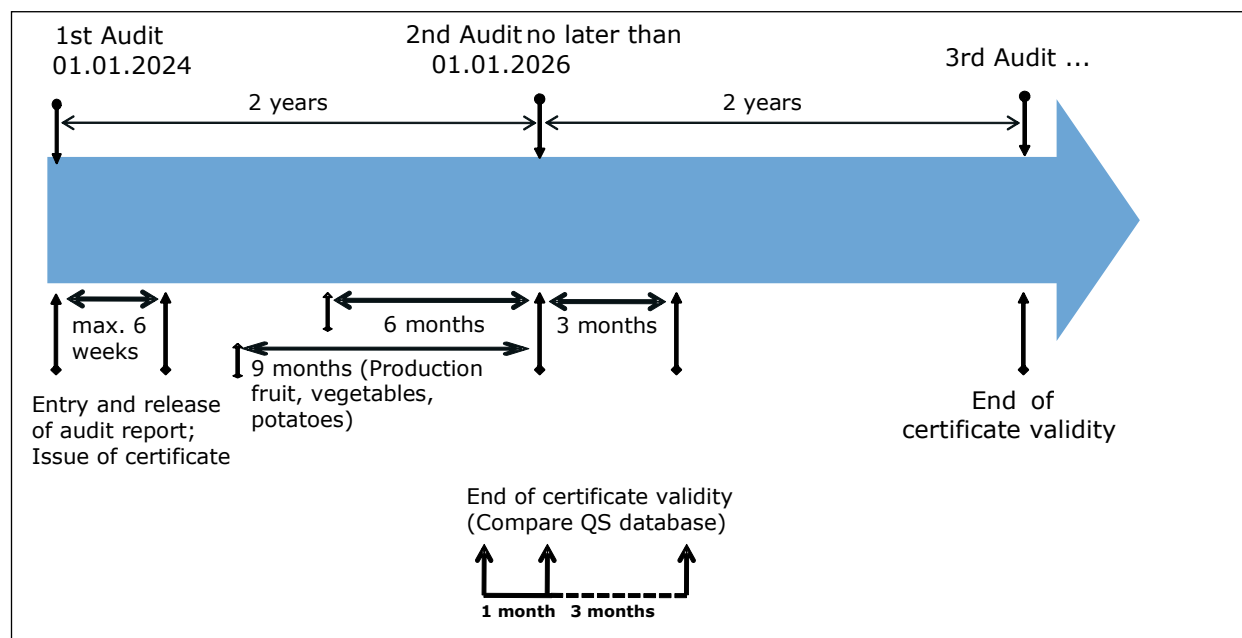 1st Audit
01.01.2024
2nd Audit no later than
01.01.2026
3rd Audit ...
2 years
2 years
max. 6
weeks
6 months
3 months
9 months (Production
fruit, vegetables,
potatoes)
Entry and release
of audit report;
Issue of certificate
End of
certificate validity
End of certificate validity
(Compare QS database)
1 month
3 months